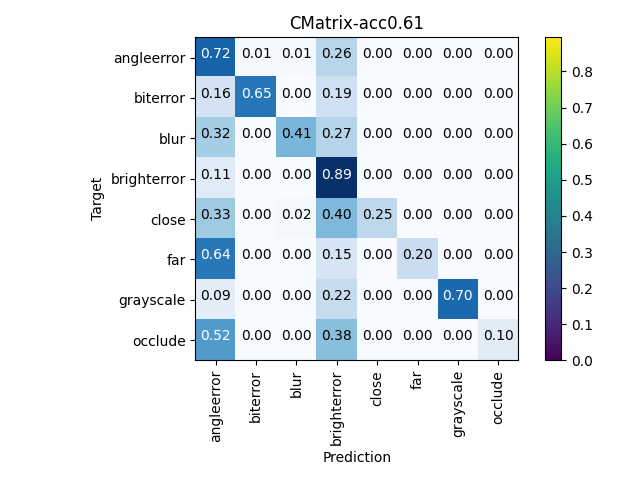 CMatrix-acc0.61
angleerror 0.72 0.01 0.01 0.26 0.00 0.00 0.00 0.00
biterror 0.16 0.65 0.00 0.19 0.00 0.00 0.00 0.00
blur 0.32 0.00 0.41 0.27 0.00 0.00 0.00 0.00
brighterror 0.11 0.00 0.00 0.89 0.00 0.00 0.00 0.00
close 0.33 0.00 0.02 0.40 0.25 0.00 0.00 0.00
far 0.64 0.00 0.00 0.15 0.00 0.20 0.00 0.00
grayscale 0.09 0.00 0.00 0.22 0.00 0.00 0.70 0.00
occlude 0.52 0.00 0.00 0.38 0.00 0.00 0.00 0.10
Target
angleerror
biterror
blur
brighterror
close
far
grayscale
occlude
Prediction
0.8
0.7
0.6
0.5
0.4
0.3
0.2
0.1
0.0